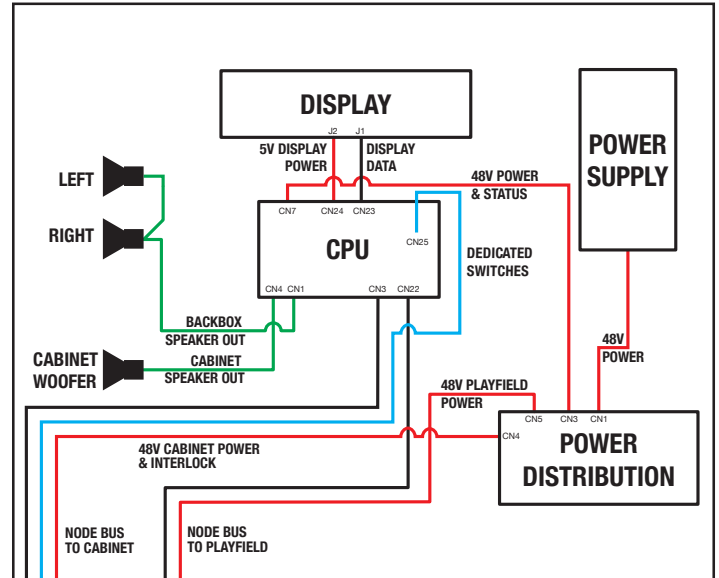 DISPLAY
J2
J1
5V DISPLAY
POWER
DISPLAY
DATA
POWER
SUPPLY
LEFT
RIGHT
48V POWER
& STATUS
CN7
CN24
CN23
CN25
CPU
DEDICATED
SWITCHES
CN4
CN1
CN3
CN22
BACKBOX
SPEAKER OUT
CABINET
WOOFER
CABINET
SPEAKER OUT
48V
POWER
48V PLAYFIELD
POWER
CN5
CN3
CN1
CN4
POWER
DISTRIBUTION
48V CABINET POWER
& INTERLOCK
NODE BUS
TO CABINET
NODE BUS
TO PLAYFIELD